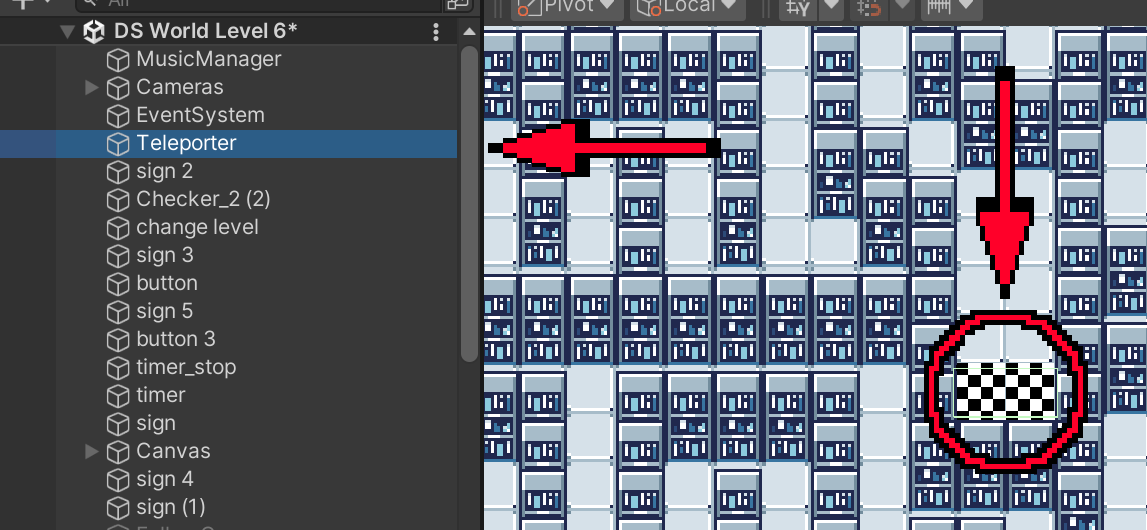 All
Pivot
Local
DS World Level 6*
MusicManager
Cameras
EventSystem
Teleporter
sign 2
Checker_2 (2)
change level
sign 3
button
sign 5
button 3
timer_stop
timer
sign
Canvas
sign 4
sign (1)